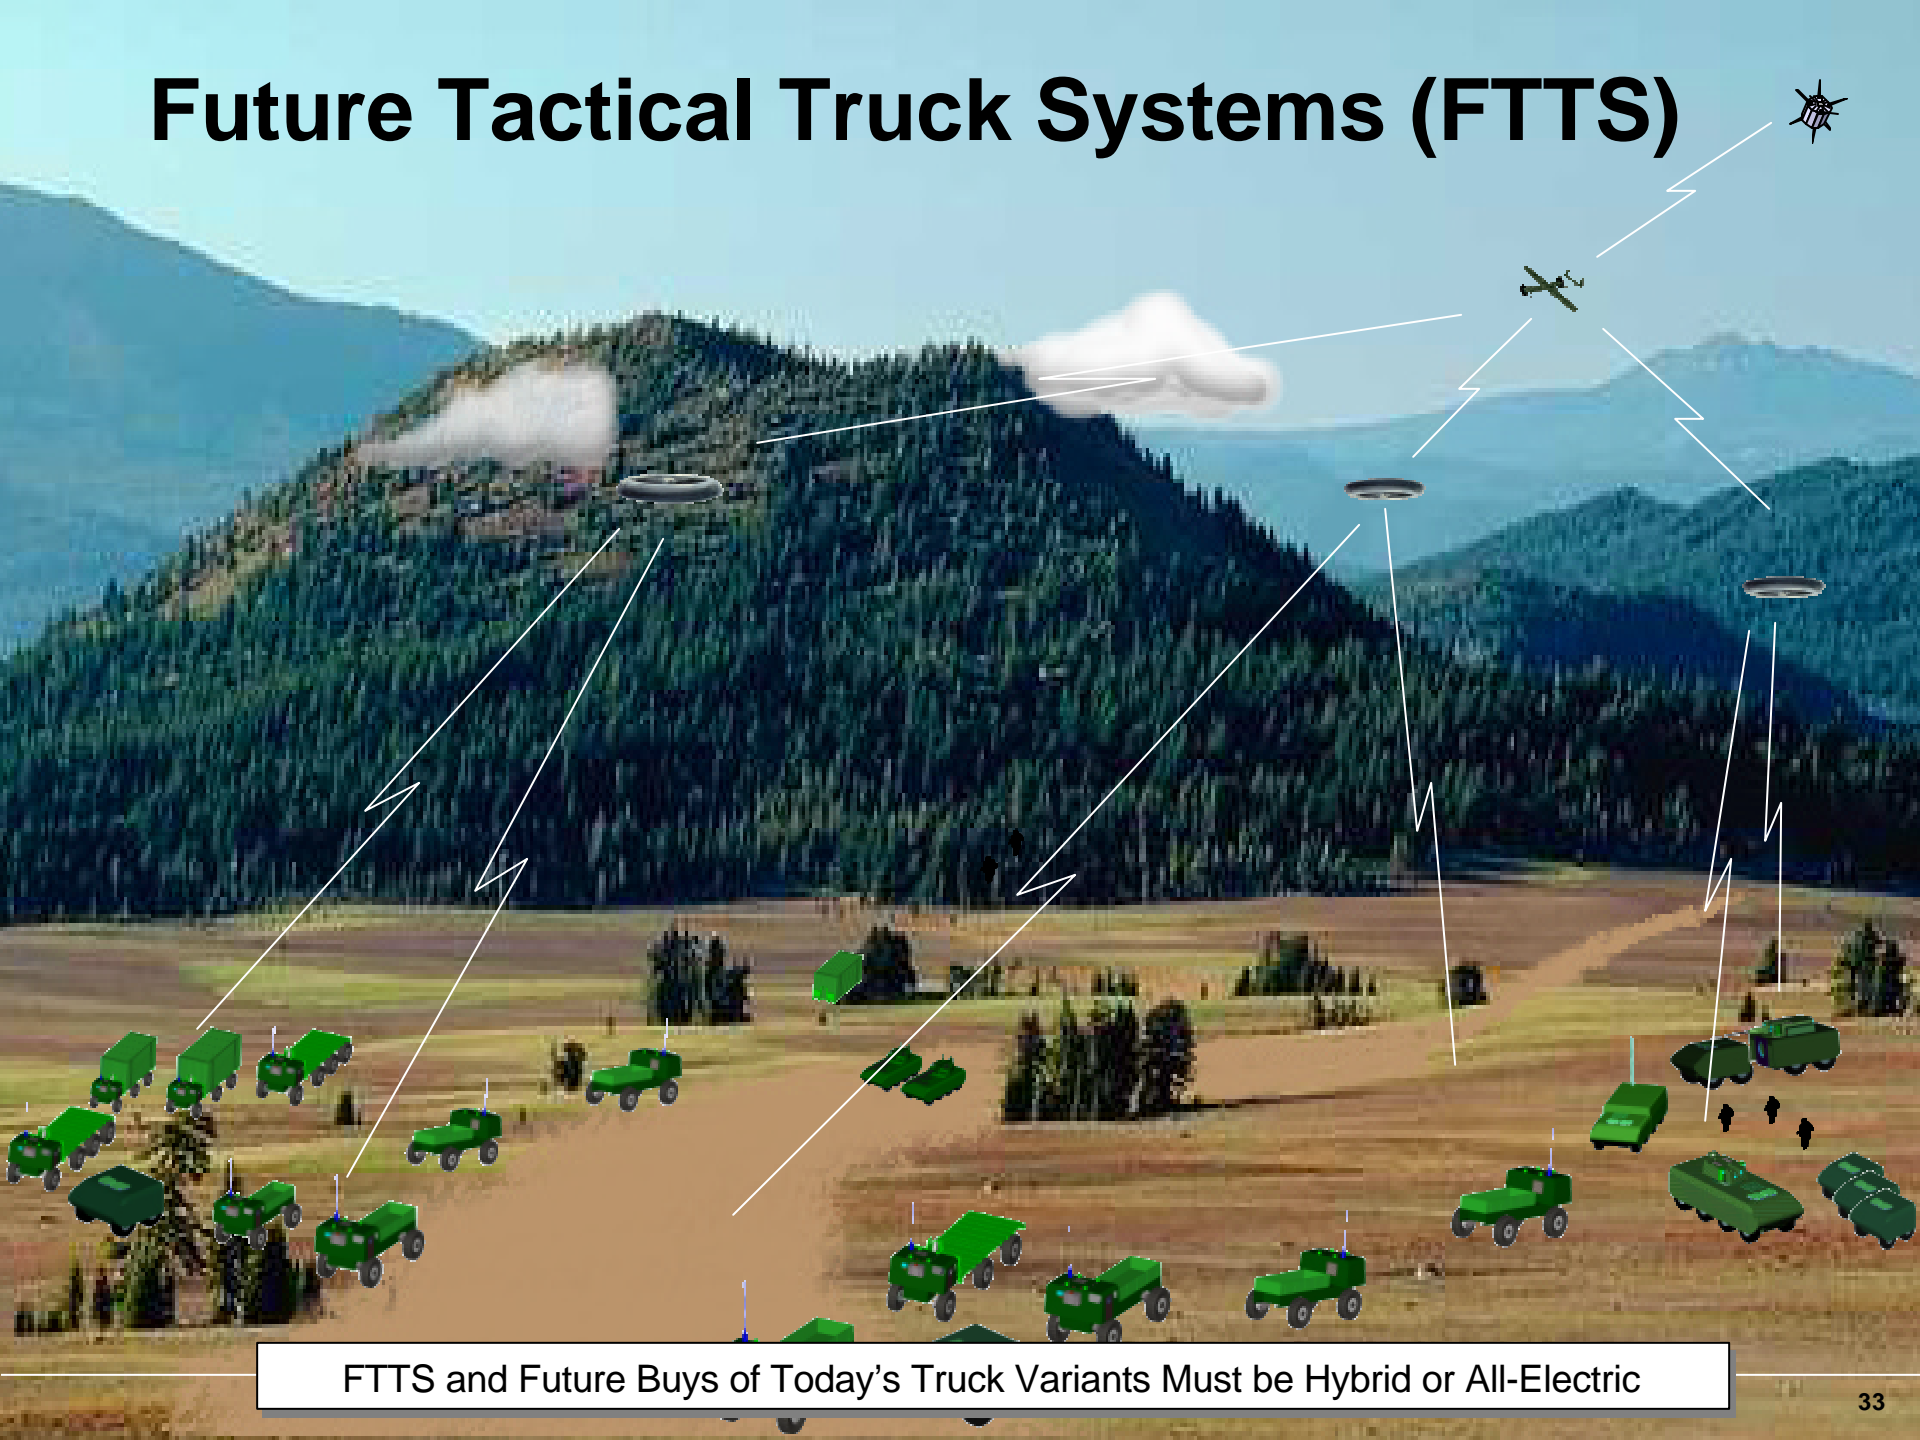 Future Tactical Truck Systems (FTTS)
FTTS and Future Buys of Today's Truck Variants Must be Hybrid or All-Electric
33